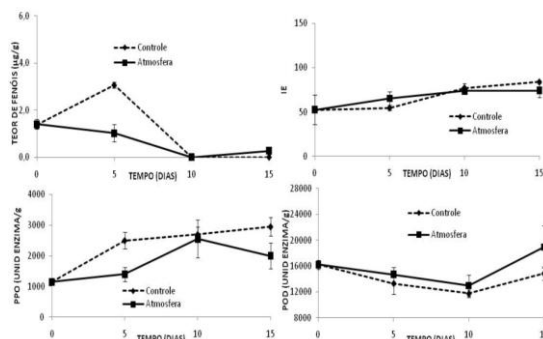 TEOR DE FENÓIS (µg/g)
6,0
4,0
2,0
0,0
Controle
Atmosfera
0
5
10
15
TEMPO (DIAS)
IE
150
100
50
0
Controle
Atmosfera
0
5
10
15
TEMPO (DIAS)
PPO (UNID ENZIMA/g)
4000
3000
2000
1000
0
Controle
Atmosfera
0
5
10
15
TEMPO (DIAS)
POD (UNID ENZIMA/g)
28000
24000
20000
16000
12000
8000
Controle
Atmosfera
0
5
10
15
TEMPO (DIAS)